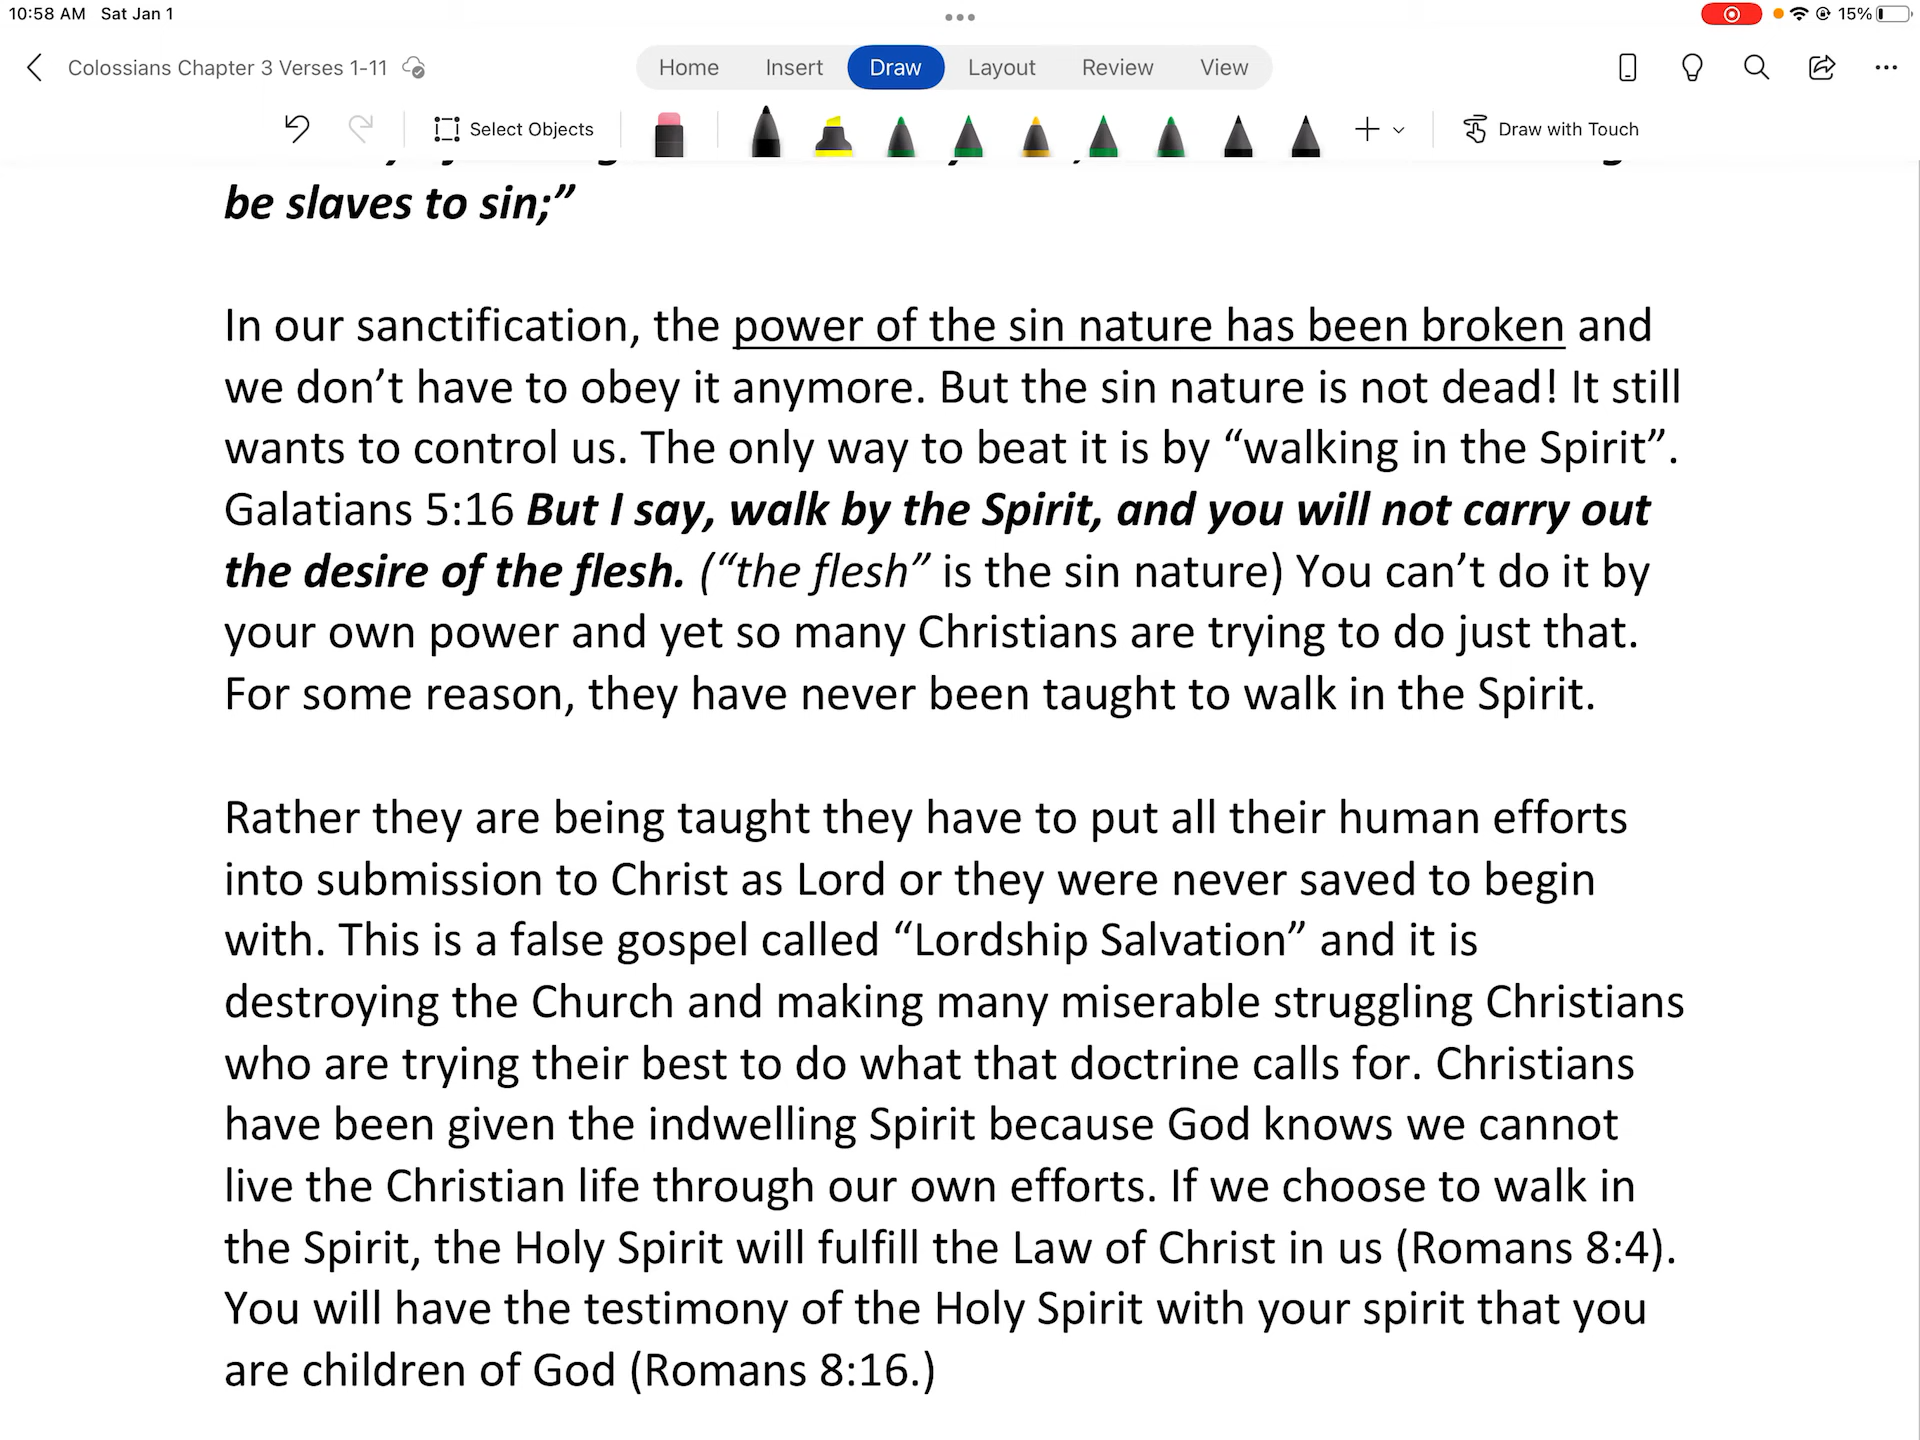 10:58 AM Sat Jan 1
15%
Colossians Chapter 3 Verses 1-11
Home Insert Draw Layout Review View
Select Objects
Draw with Touch
be slaves to sin;”
In our sanctification, the power of the sin nature has been broken and
we don’t have to obey it anymore. But the sin nature is not dead! It still
wants to control us. The only way to beat it is by “walking in the Spirit”.
Galatians 5:16 But I say, walk by the Spirit, and you will not carry out
the desire of the flesh. (“the flesh” is the sin nature) You can’t do it by
your own power and yet so many Christians are trying to do just that.
For some reason, they have never been taught to walk in the Spirit.
Rather they are being taught they have to put all their human efforts
into submission to Christ as Lord or they were never saved to begin
with. This is a false gospel called “Lordship Salvation” and it is
destroying the Church and making many miserable struggling Christians
who are trying their best to do what that doctrine calls for. Christians
have been given the indwelling Spirit because God knows we cannot
live the Christian life through our own efforts. If we choose to walk in
the Spirit, the Holy Spirit will fulfill the Law of Christ in us (Romans 8:4).
You will have the testimony of the Holy Spirit with your spirit that you
are children of God (Romans 8:16.)